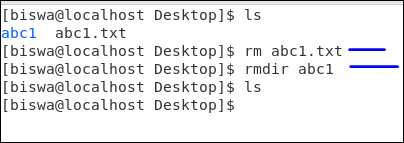 [biswa@localhost Desktop]$ ls
abc1  abc1.txt
[biswa@localhost Desktop]$ rm abc1.txt
[biswa@localhost Desktop]$ rmdir abc1
[biswa@localhost Desktop]$ ls
[biswa@localhost Desktop]$